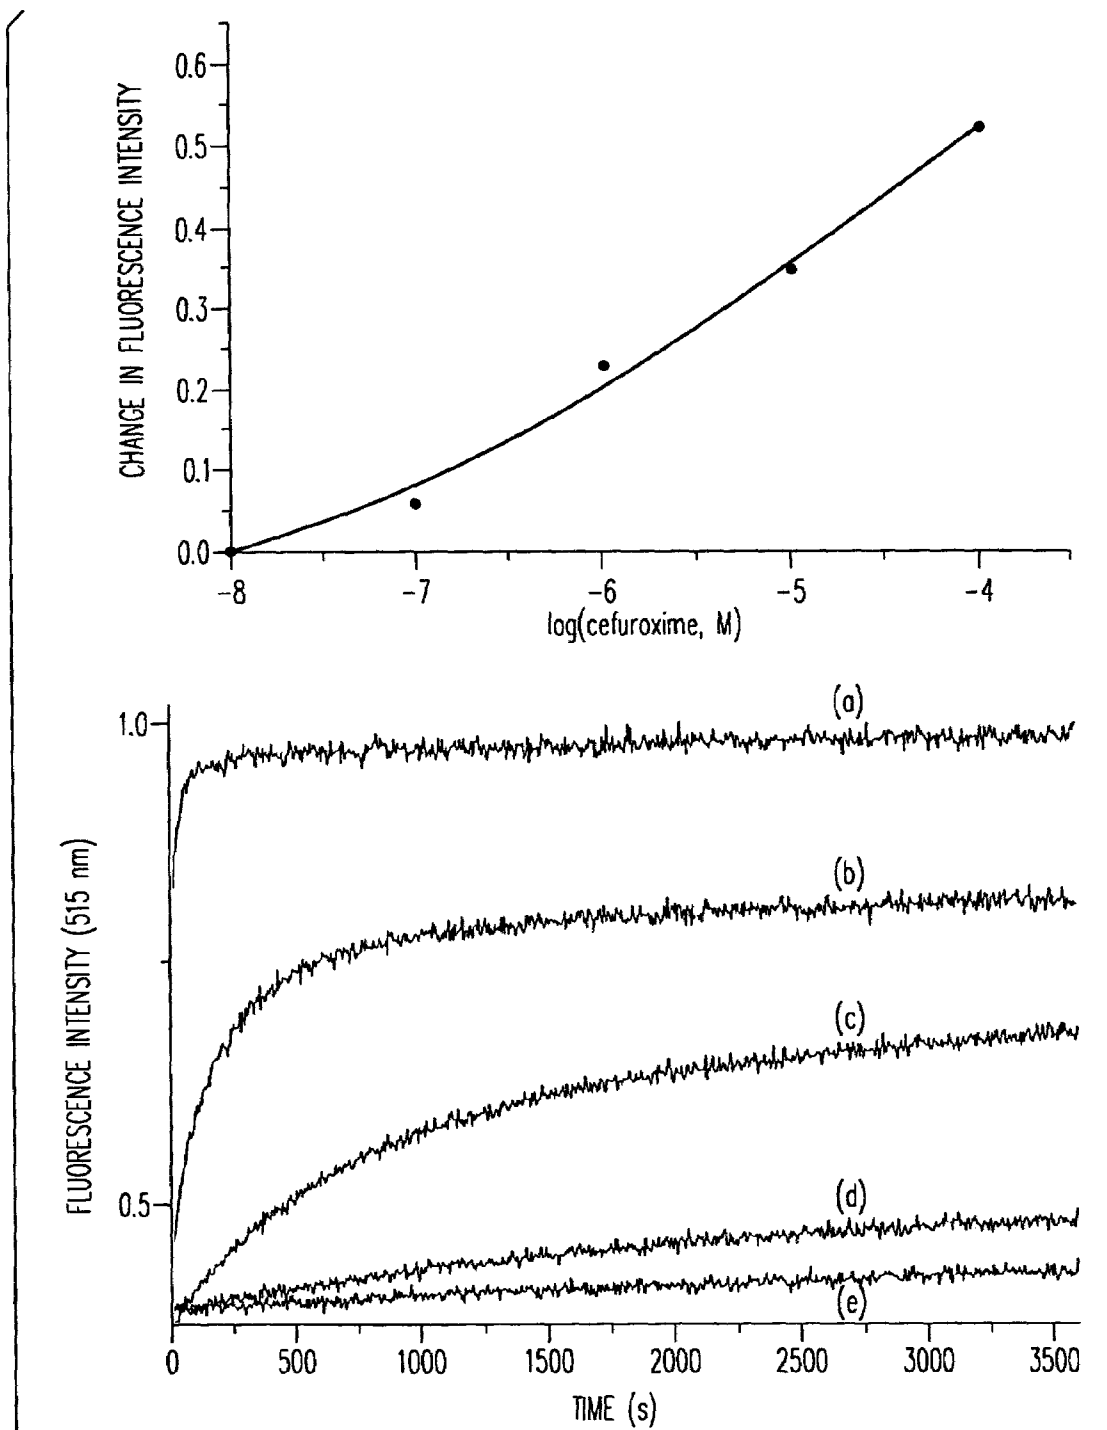 CHANGE IN FLUORESCENCE INTENSITY
0.6
0.5
0.4
0.3
0.2
0.1
0.0
-8 -7 -6 -5 -4
log(cefuroxime, M)
FLUORESCENCE INTENSITY (515 nm)
1.0
0.5
(a)
(b)
(c)
(d)
(e)
0 500 1000 1500 2000 2500 3000 3500
TIME (s)